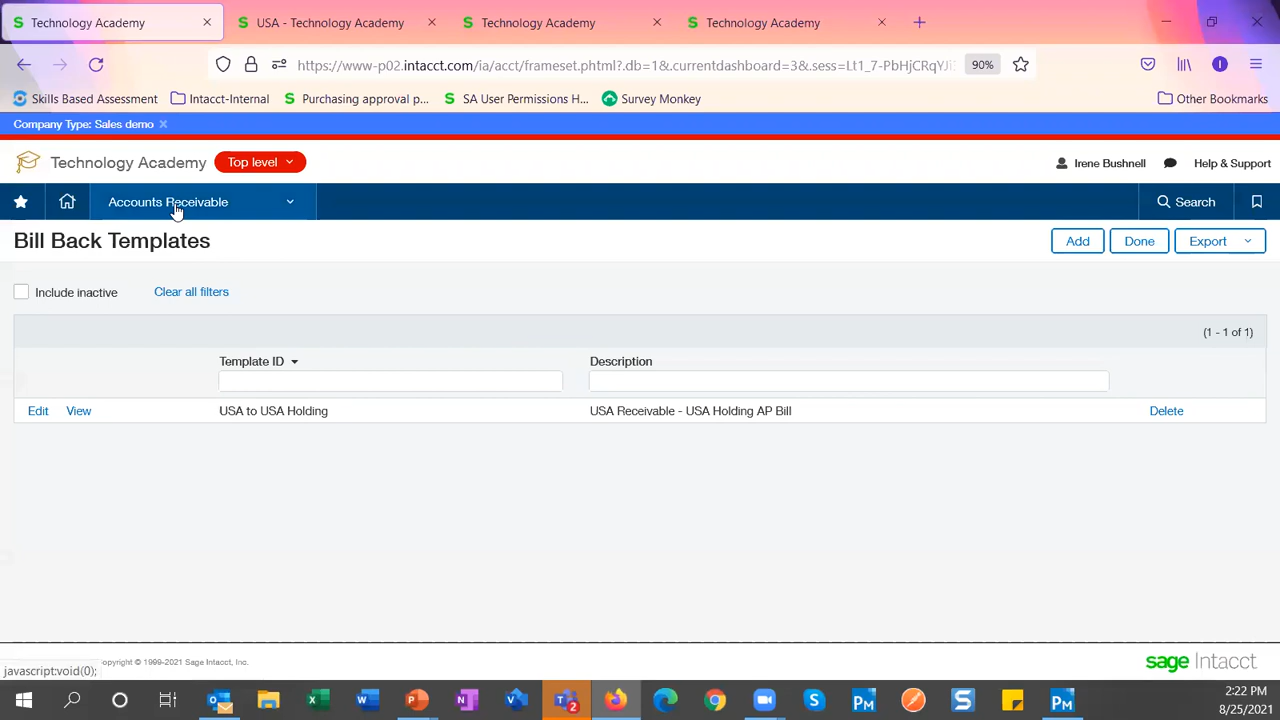 Technology Academy
USA - Technology Academy
Technology Academy
Technology Academy
https://www-p02.intacct.com/ia/acct/frameset.phtml?.db=1&.currentdashboard=3&.sess=Lt1_7-PbHjCRqYJl
90%
Skills Based Assessment
Intacct-Internal
Purchasing approval p...
SA User Permissions H...
Survey Monkey
Other Bookmarks
Company Type: Sales demo
Technology Academy
Top level
Irene Bushnell
Help & Support
Accounts Receivable
Search
Bill Back Templates
Add
Done
Export
Include inactive
Clear all filters
(1 - 1 of 1)
Template ID
Description
Edit
View
USA to USA Holding
USA Receivable - USA Holding AP Bill
Delete
javascript:void(0);
opyright © 1999-2021 Sage Intacct, Inc.
sage Intacct
2:22 PM
8/25/2021